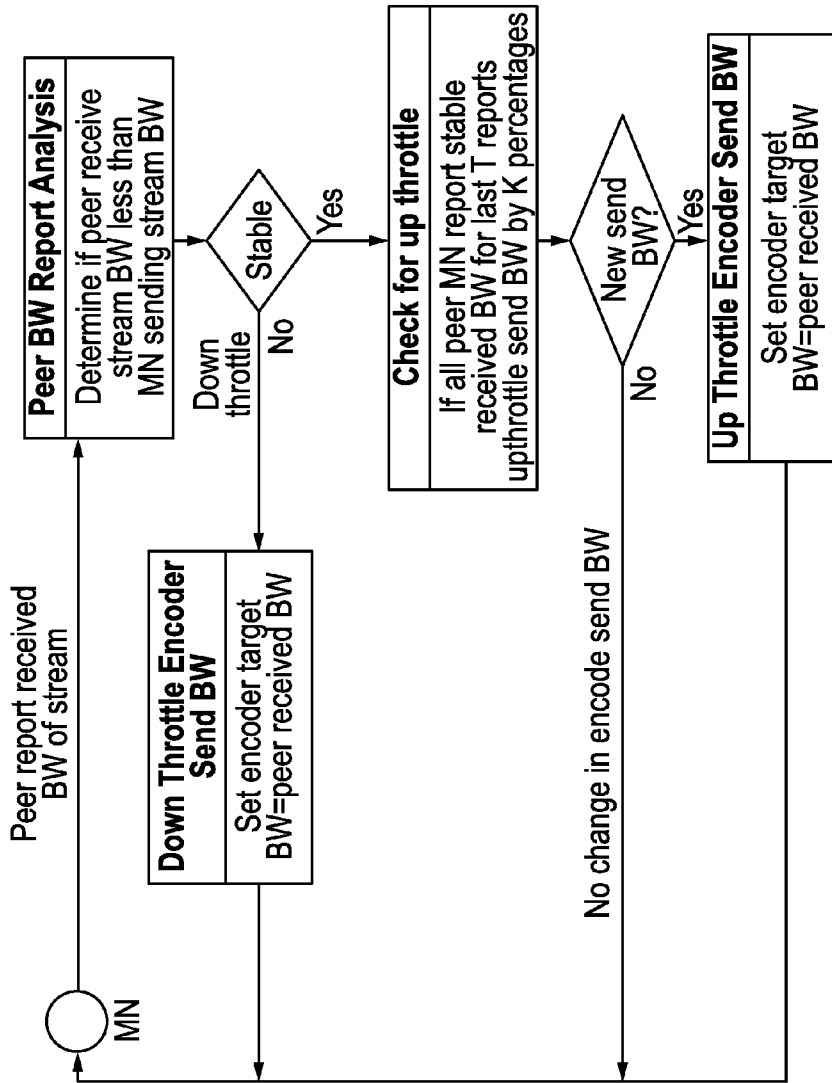 MN
Peer report received
BW of stream
Peer BW Report Analysis
Determine if peer receive
stream BW less than
MN sending stream BW
Stable
Down
throttle
No
Yes
Down Throttle Encoder
Send BW
Set encoder target
BW=peer received BW
Check for up throttle
If all peer MN report stable
received BW for last T reports
upthrottle send BW by K percentages
New send
BW?
No
Yes
No change in encode send BW
Up Throttle Encoder Send BW
Set encoder target
BW=peer received BW